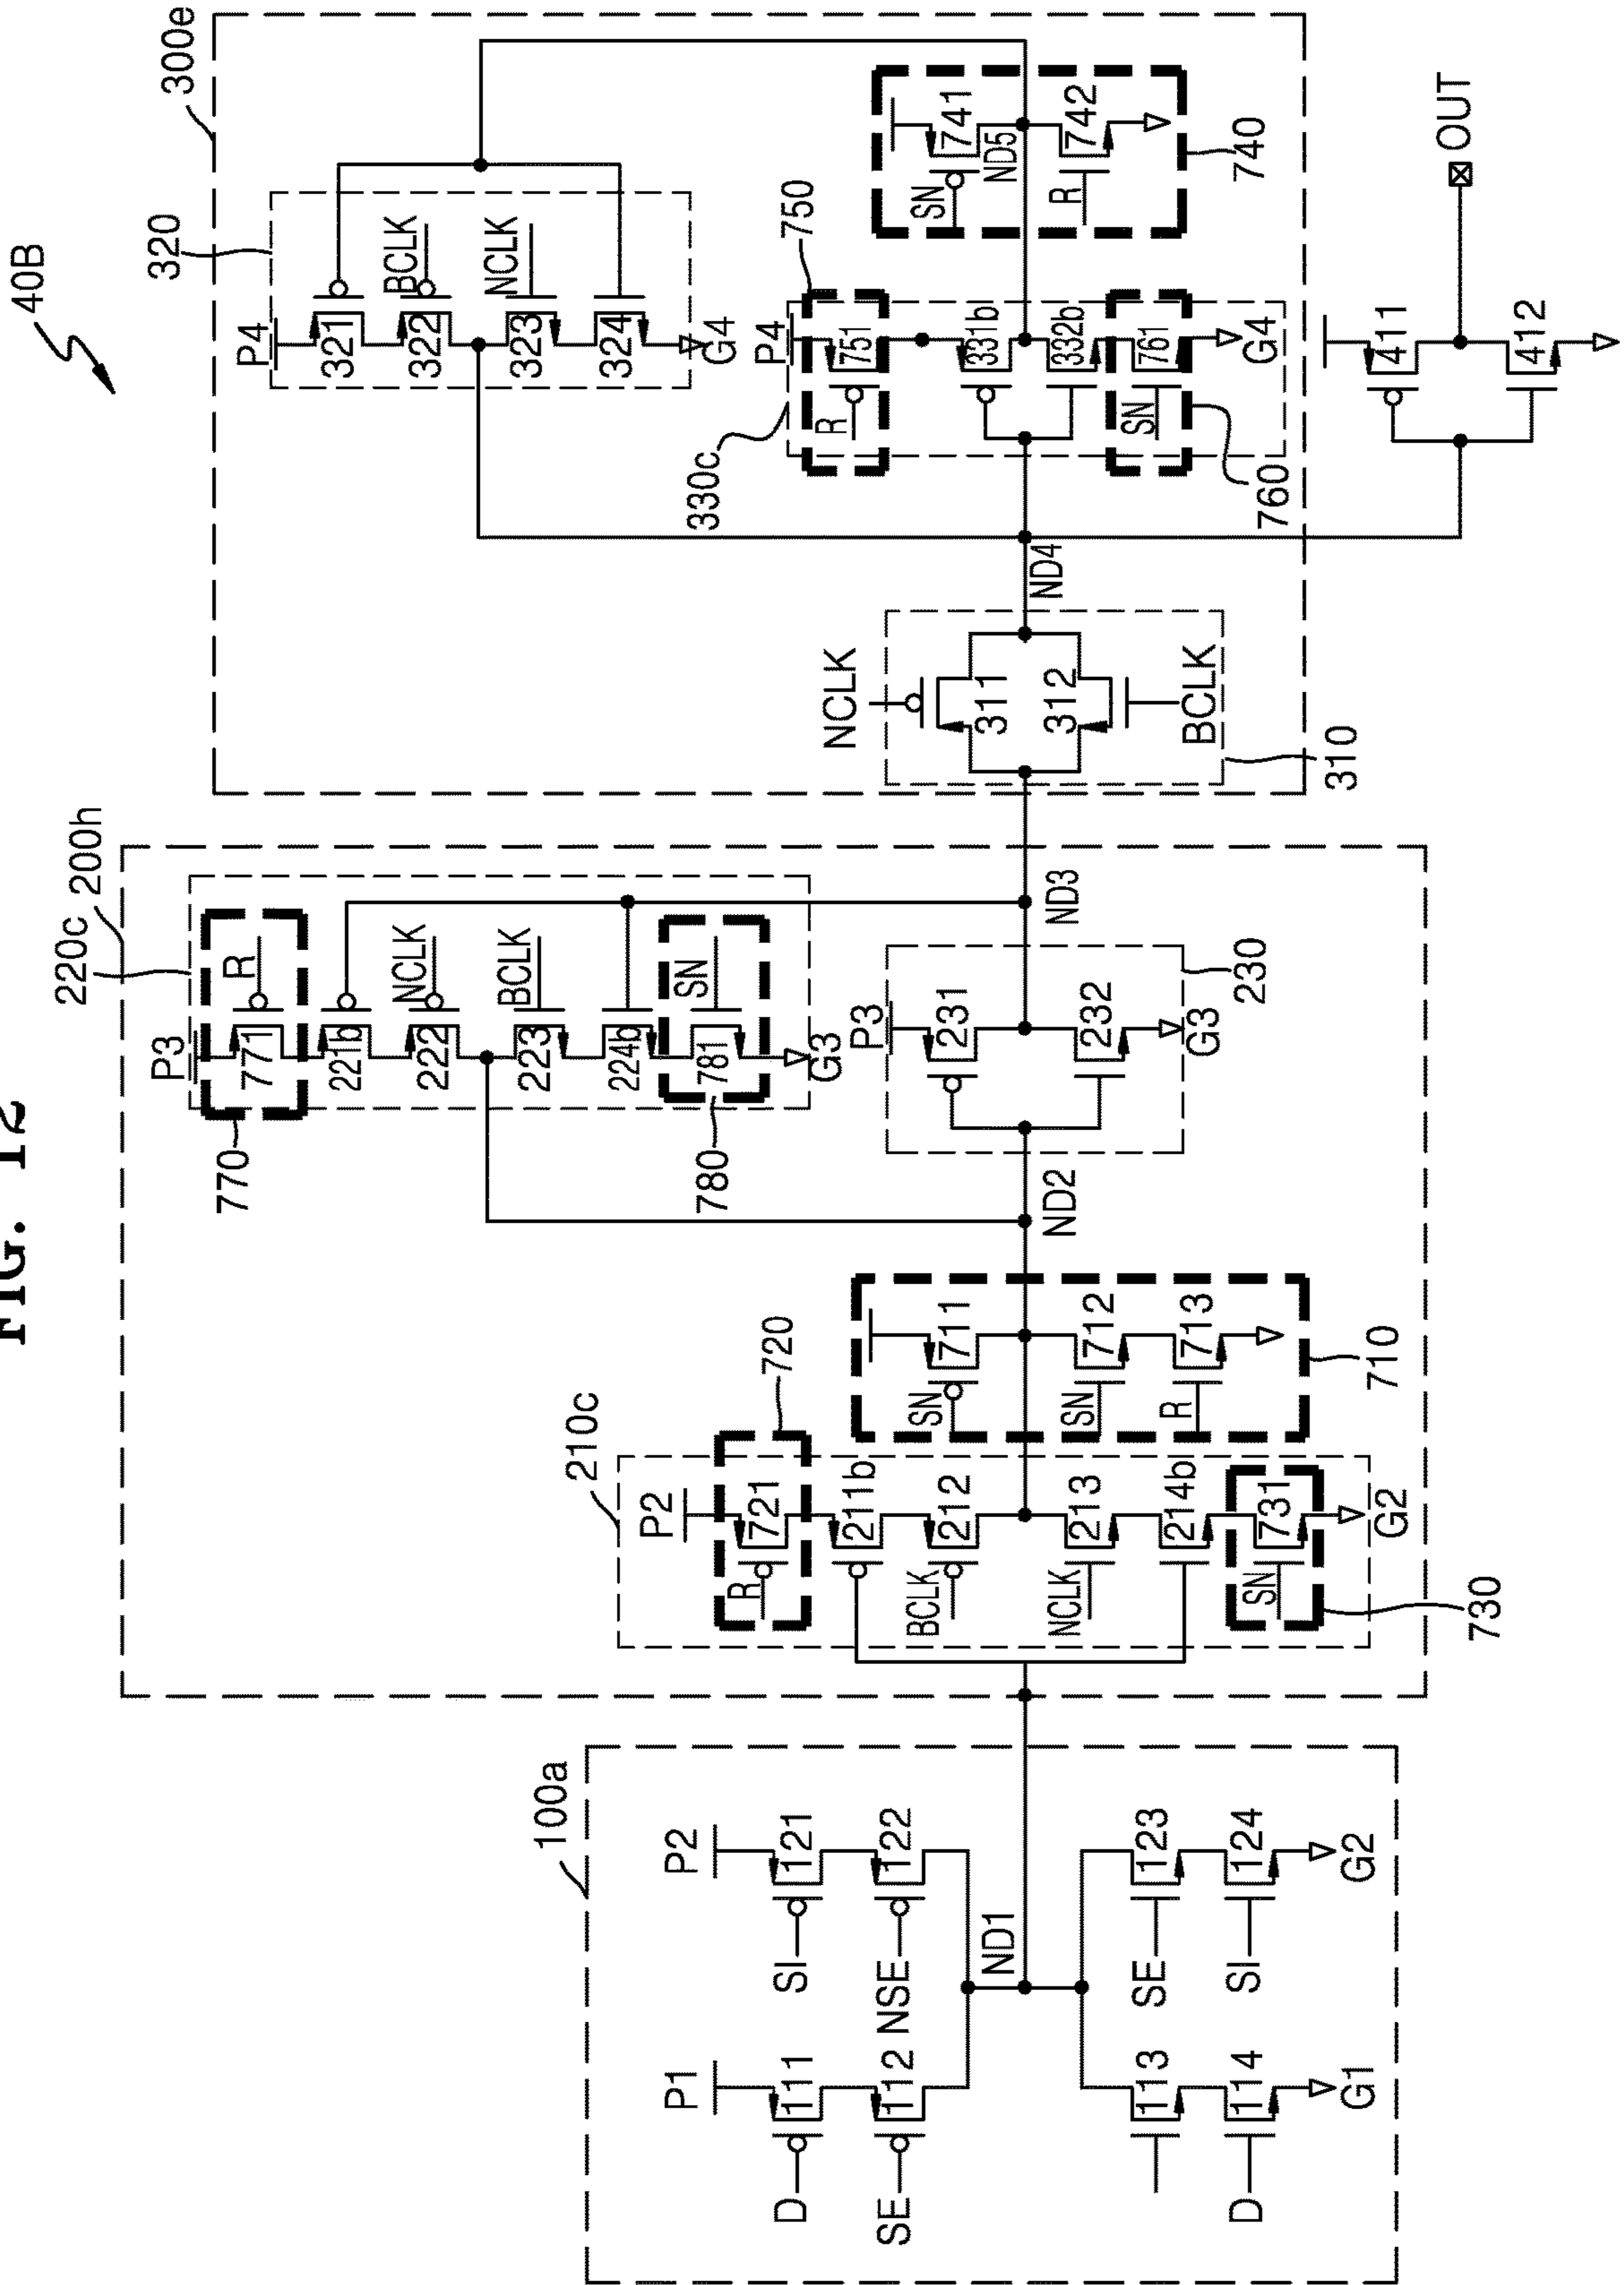 FIG. 12
40B
300e
320
P4
321
322
BCLK
NCLK
323
324
G4
330c
750
P4
R
751
331b
332b
SN
761
G4
760
SN
741
ND5
R
742
740
411
412
OUT
ND4
NCLK
311
312
BCLK
310
200h
220c
P3
771
R
770
221b
NCLK
222
BCLK
223
224b
SN
781
G3
780
ND3
P3
231
232
G3
230
ND2
710
SN
711
SN
712
R
713
720
210c
P2
R
721
211b
BCLK
212
NCLK
213
214b
SN
731
G2
730
100a
P1
P2
D
111
SI
121
SE
112
NSE
122
ND1
113
SE
123
D
114
SI
124
G1
G2